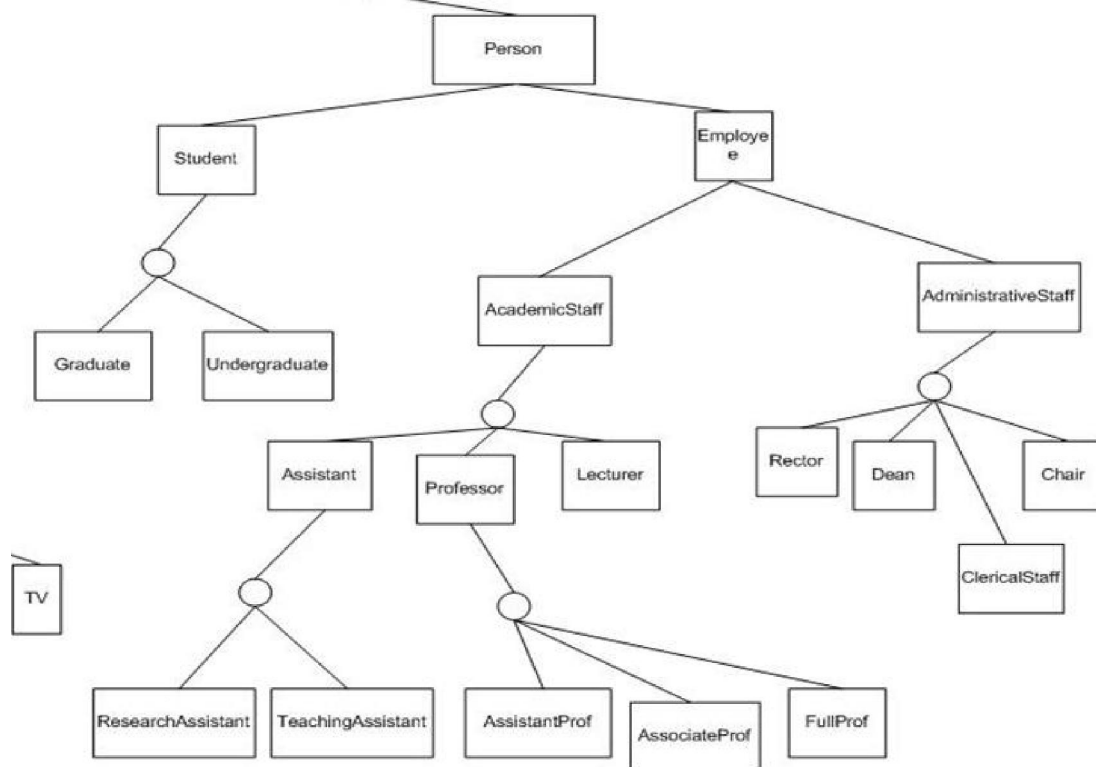 Person
Student
Employe
e
AcademicStaff
AdministrativeStaff
Graduate
Undergraduate
Assistant
Professor
Lecturer
Rector
Dean
Chair
ClericalStaff
TV
ResearchAssistant
TeachingAssistant
AssistantProf
AssociateProf
FullProf